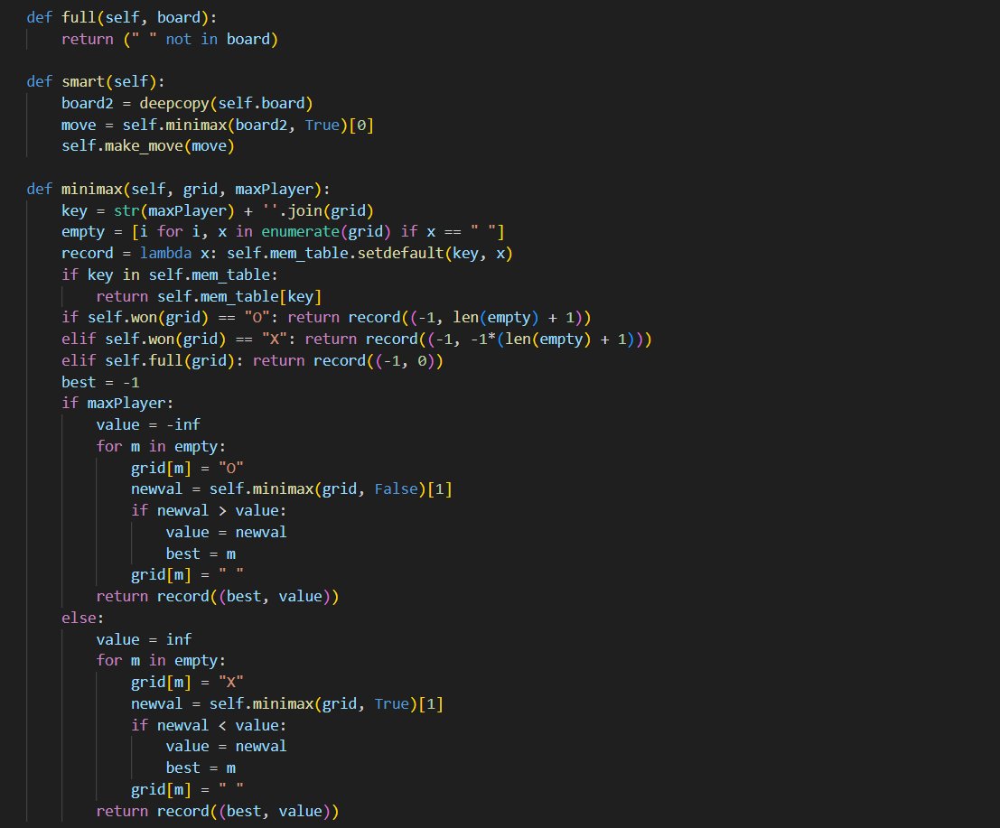 def full(self, board):
    return (" " not in board)

def smart(self):
    board2 = deepcopy(self.board)
    move = self.minimax(board2, True)[0]
    self.make_move(move)

def minimax(self, grid, maxPlayer):
    key = str(maxPlayer) + ''.join(grid)
    empty = [i for i, x in enumerate(grid) if x == " "]
    record = lambda x: self.mem_table.setdefault(key, x)
    if key in self.mem_table:
        return self.mem_table[key]
    if self.won(grid) == "O": return record((-1, len(empty) + 1))
    elif self.won(grid) == "X": return record((-1, -1*(len(empty) + 1)))
    elif self.full(grid): return record((-1, 0))
    best = -1
    if maxPlayer:
        value = -inf
        for m in empty:
            grid[m] = "O"
            newval = self.minimax(grid, False)[1]
            if newval > value:
                value = newval
                best = m
            grid[m] = " "
        return record((best, value))
    else:
        value = inf
        for m in empty:
            grid[m] = "X"
            newval = self.minimax(grid, True)[1]
            if newval < value:
                value = newval
                best = m
            grid[m] = " "
        return record((best, value))